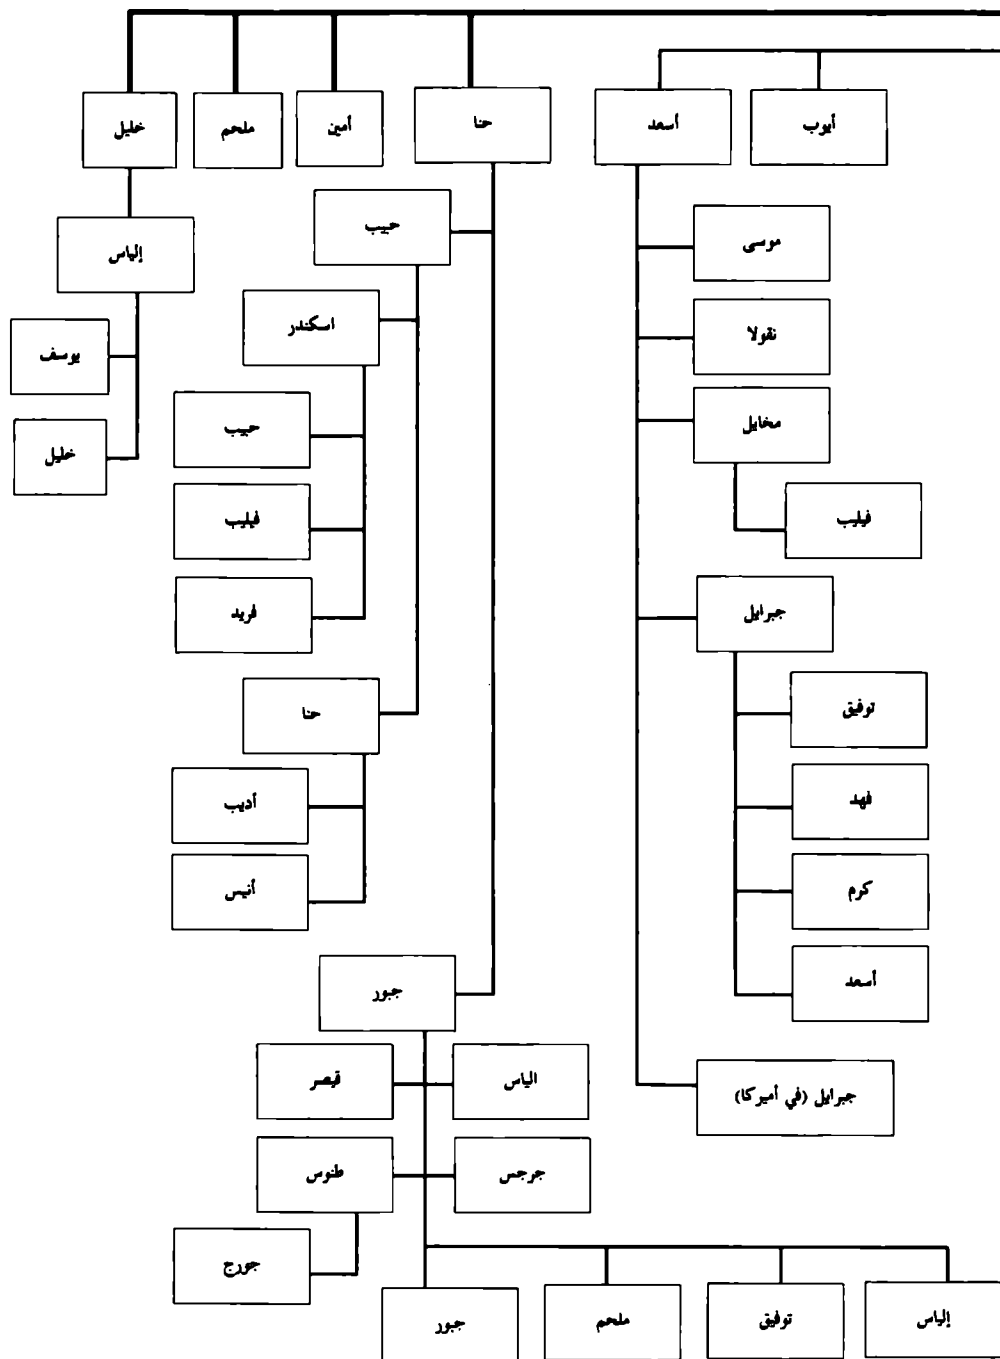 أيوب
أسعد
حنا
أمين
ملحم
خليل
موسى
نقولا
مخايل
فيليب
جبرايل
توفيق
فهد
كرم
أسعد
جبرايل (في أميركا)
حبيب
اسكندر
حبيب
فيليب
فريد
حنا
أديب
أنيس
جبور
الياس
قيصر
جرجس
طنوس
جورج
إلياس
توفيق
ملحم
جبور
إلياس
يوسف
خليل